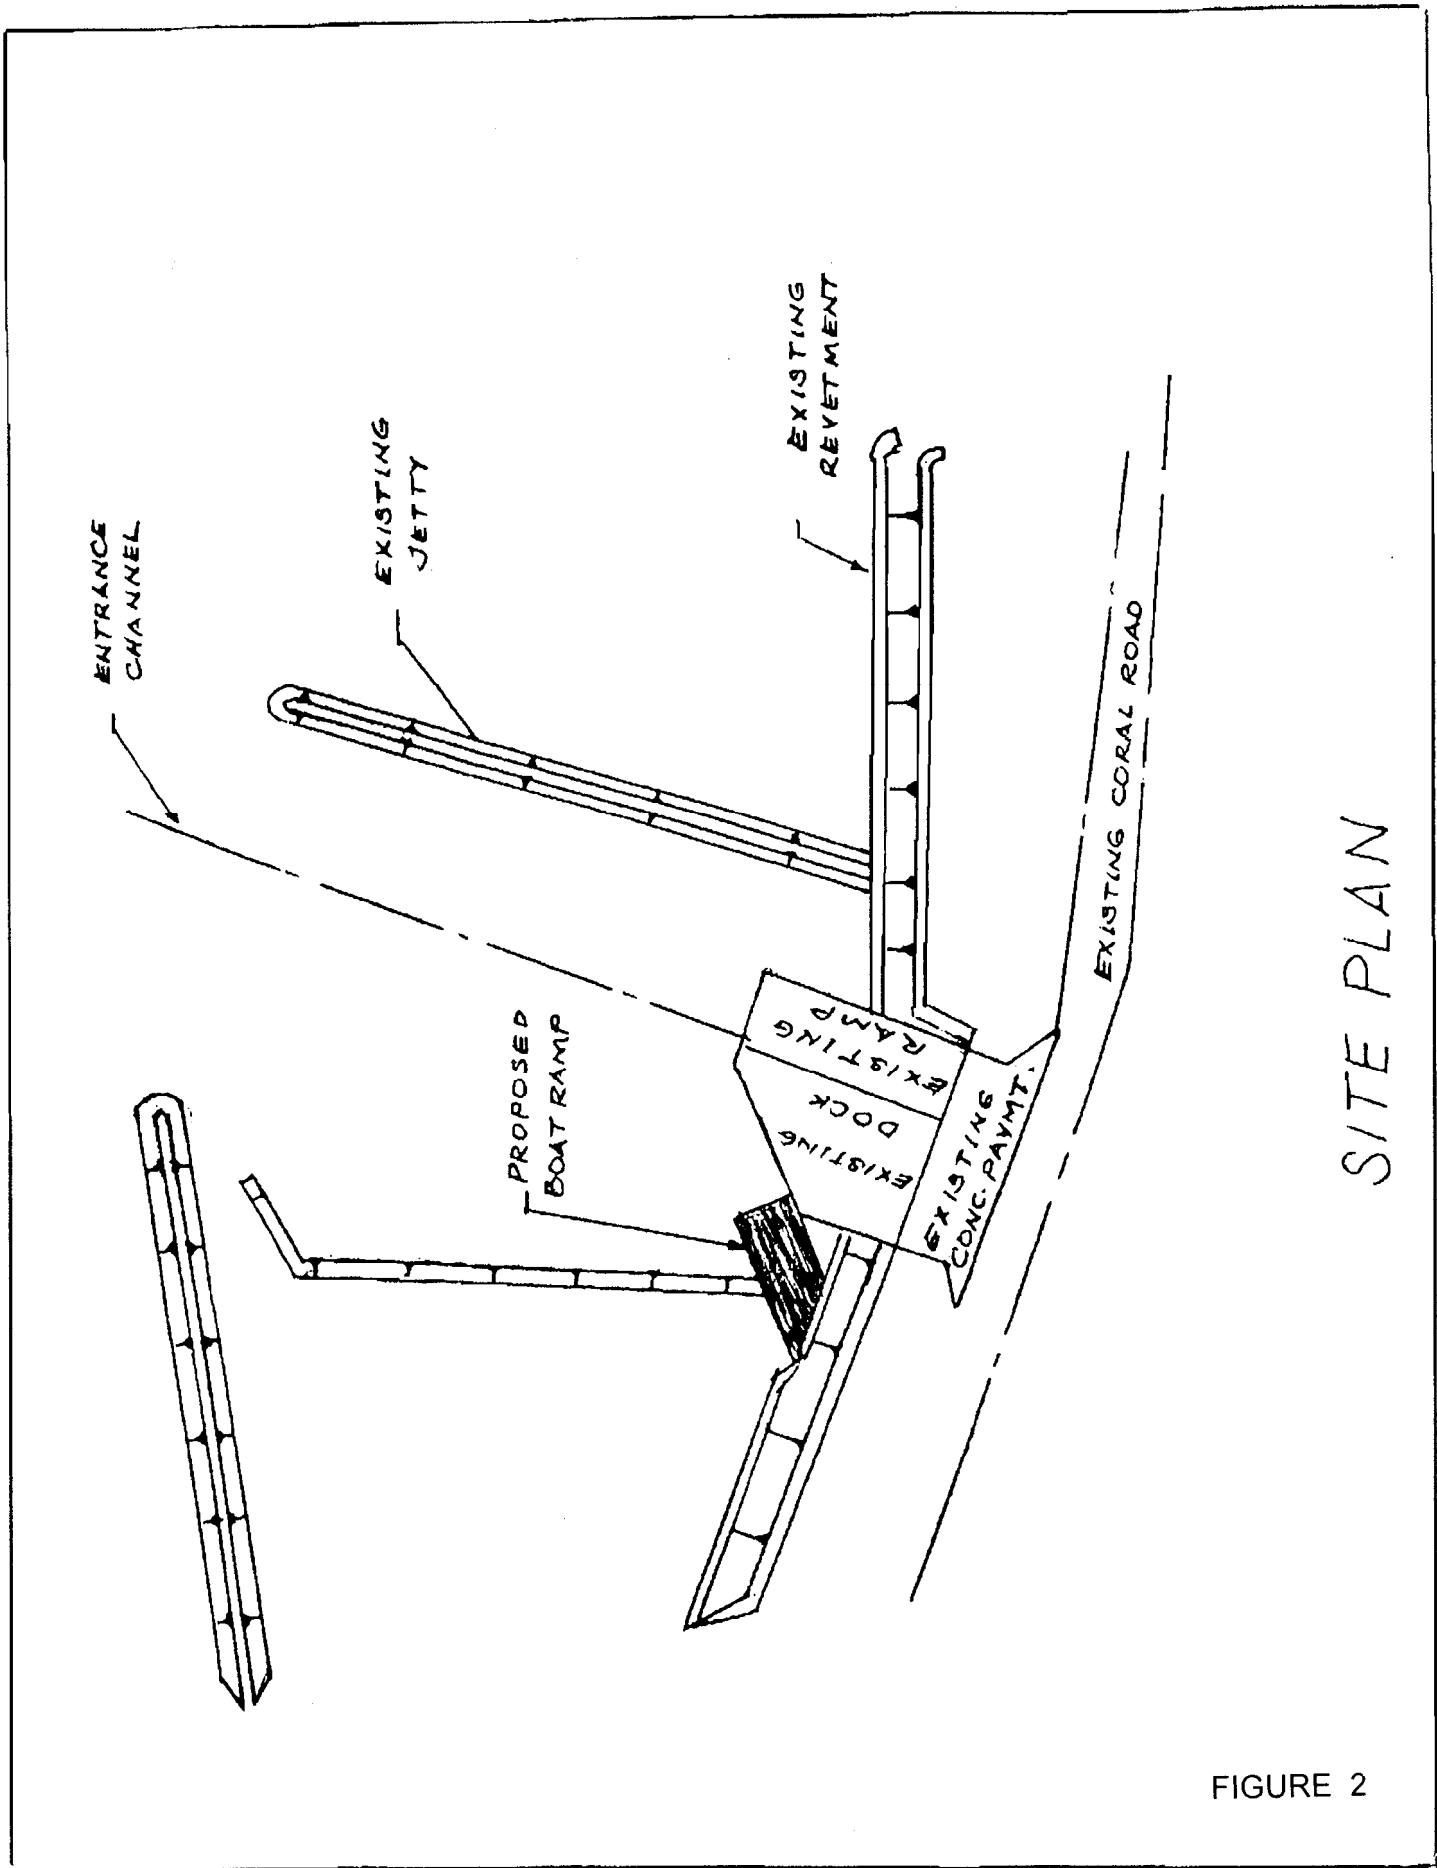 ENTRANCE
CHANNEL
EXISTING
JETTY
EXISTING
REVETMENT
PROPOSED
BOAT RAMP
EXISTING
RAMP
EXISTING
DOCK
EXISTING
CONC. PAVMT.
EXISTING CORAL ROAD
SITE PLAN
FIGURE 2